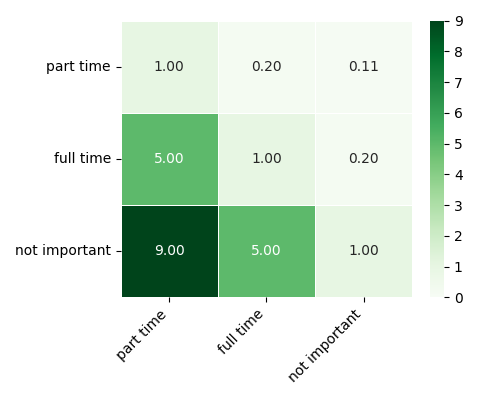 part time 1.00 0.20 0.11
full time 5.00 1.00 0.20
not important 9.00 5.00 1.00
part time
full time
not important
9
8
7
6
5
4
3
2
1
0